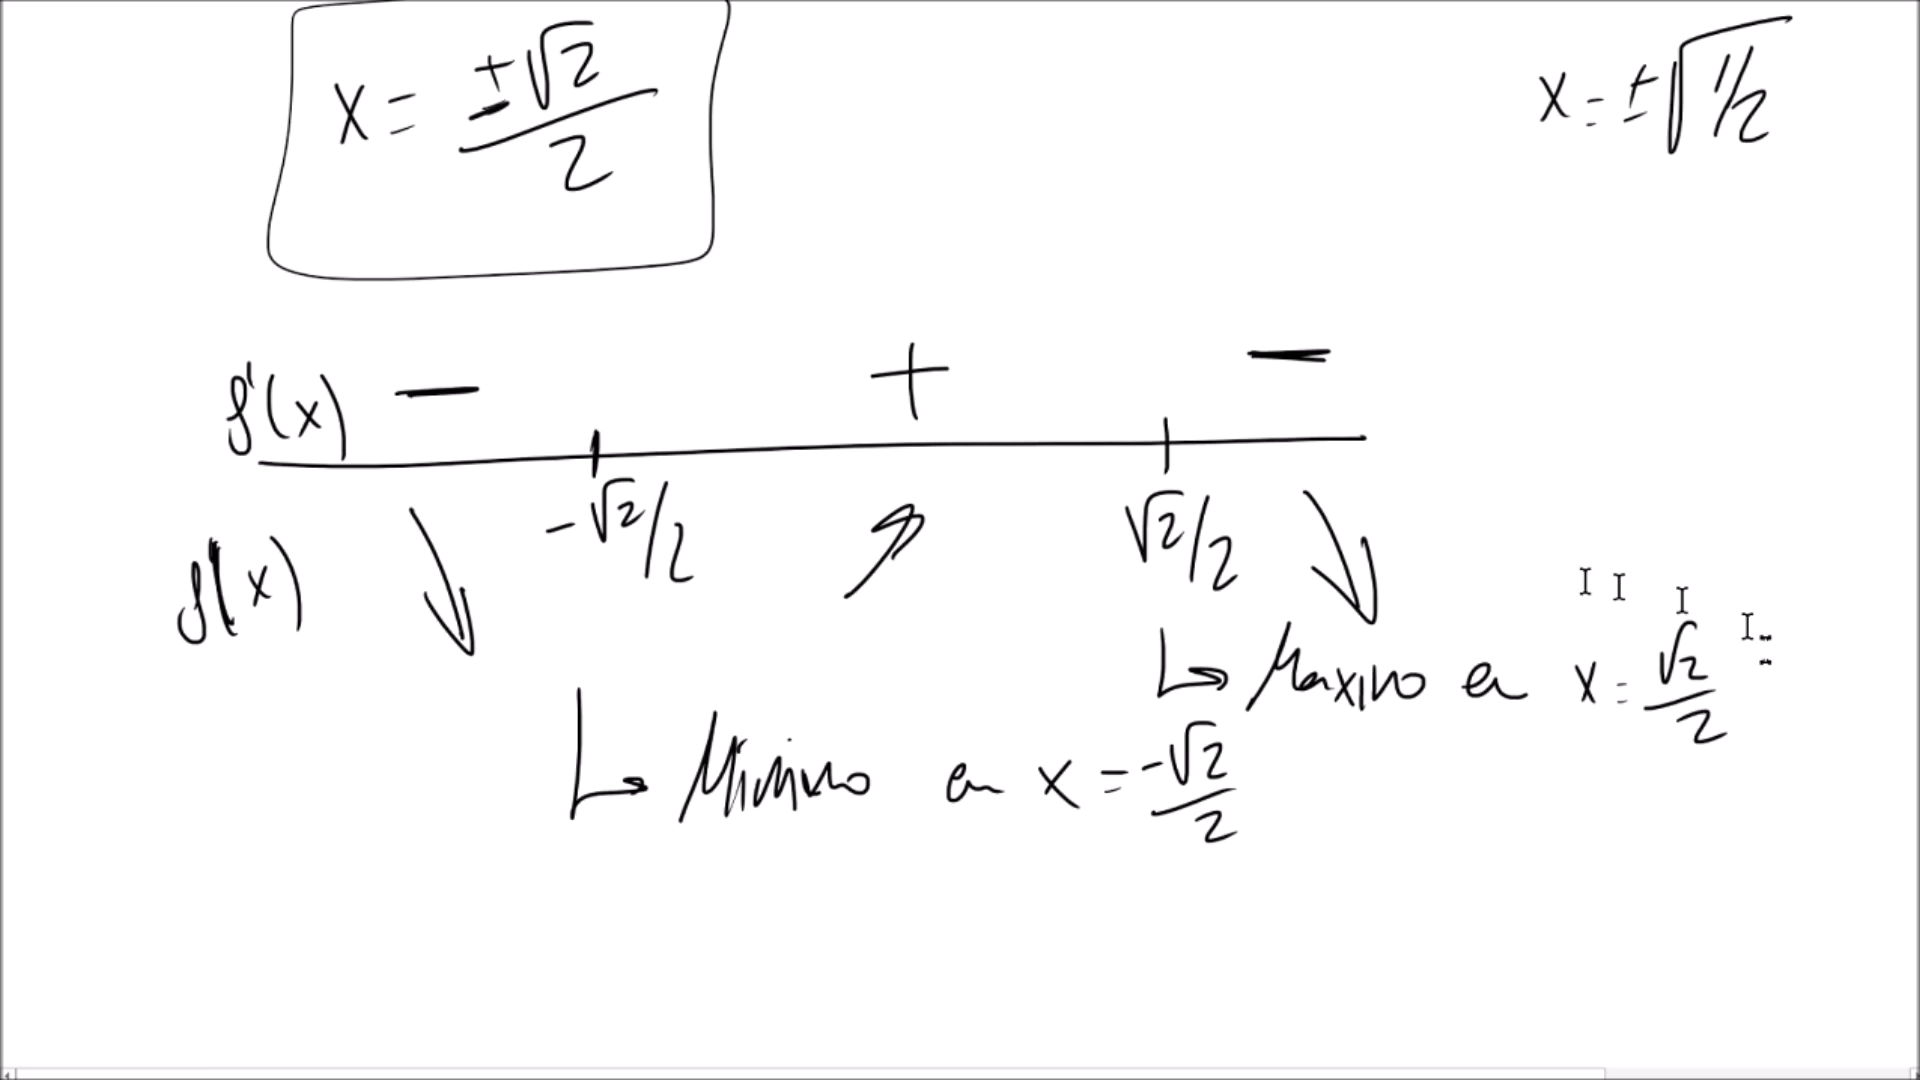 x = ±√2/2
x = ±√1/2
f'(x) − + −
-√2/2 √2/2
f(x)
↳ Maximo en x = √2/2
↳ Minimo en x = -√2/2